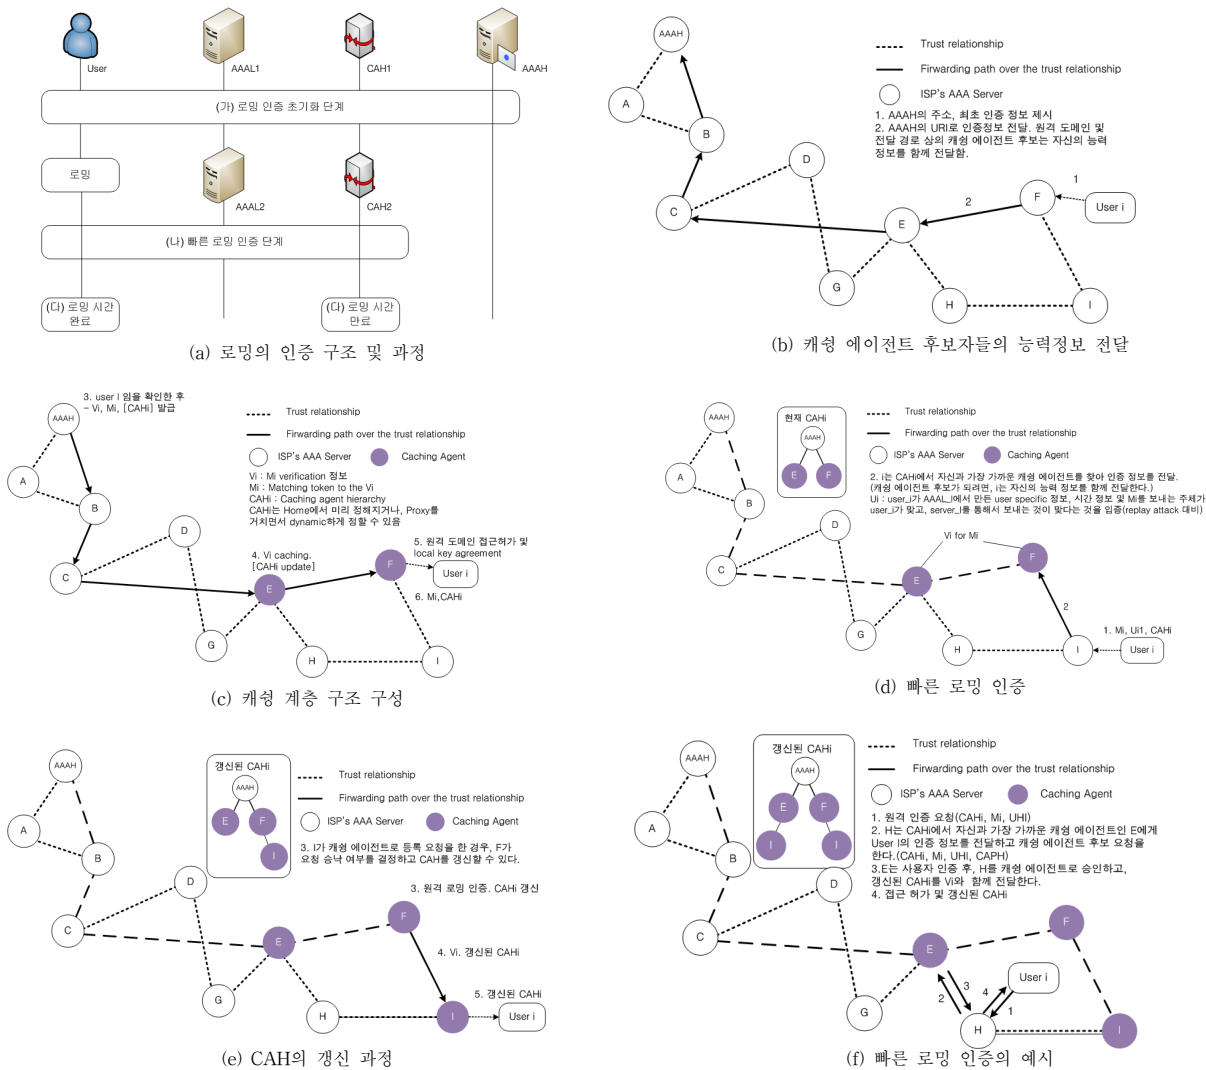 User
AAAL1
CAH1
AAAH
(가) 로밍 인증 초기화 단계
로밍
AAAL2
CAH2
(나) 빠른 로밍 인증 단계
(다) 로밍 시간
완료
(다) 로밍 시간
만료
(a) 로밍의 인증 구조 및 과정
AAAH
A
B
C
D
E
F
G
H
I
User i
1
2
Trust relationship
Firwarding path over the trust relationship
ISP's AAA Server
1. AAAH의 주소, 최초 인증 정보 제시
2. AAAH의 URI로 인증정보 전달. 원격 도메인 및
전달 경로 상의 캐슁 에이전트 후보는 자신의 능력
정보를 함께 전달함.
(b) 캐슁 에이전트 후보자들의 능력정보 전달
3. user I 임을 확인한 후
– Vi, Mi, [CAHi] 발급
AAAH
A
B
C
D
E
F
G
H
I
User i
Trust relationship
Firwarding path over the trust relationship
ISP's AAA Server
Caching Agent
Vi : Mi verification 정보
Mi : Matching token to the Vi
CAHi : Caching agent hierarchy
CAHi는 Home에서 미리 정해지거나, Proxy를
거치면서 dynamic하게 정할 수 있음
4. Vi caching.
[CAHi update]
5. 원격 도메인 접근허가 및
local key agreement
6. Mi,CAHi
(c) 캐슁 계층 구조 구성
AAAH
A
B
C
D
E
F
G
H
I
User i
현재 CAHi
AAAH
E
F
Trust relationship
Firwarding path over the trust relationship
ISP's AAA Server
Caching Agent
2. i는 CAHi에서 자신과 가장 가까운 캐슁 에이전트를 찾아 인증 정보를 전달.
(캐슁 에이전트 후보가 되려면, i는 자신의 능력 정보를 함께 전달한다.)
Ui : user_i가 AAAL_i에서 만든 user specific 정보, 시간 정보 및 Mi를 보내는 주체가
user_i가 맞고, server_I를 통해서 보내는 것이 맞다는 것을 입증(replay attack 대비)
Vi for Mi
2
1. Mi, Ui1, CAHi
(d) 빠른 로밍 인증
AAAH
A
B
C
D
E
F
G
H
I
User i
갱신된 CAHi
AAAH
E
F
I
Trust relationship
Firwarding path over the trust relationship
ISP's AAA Server
Caching Agent
3. I가 캐슁 에이전트로 등록 요청을 한 경우, F가
요청 승낙 여부를 결정하고 CAH를 갱신할 수 있다.
3. 원격 로밍 인증. CAHi 갱신
4. Vi. 갱신된 CAHi
5. 갱신된 CAHi
(e) CAH의 갱신 과정
AAAH
A
B
C
D
E
F
G
H
I
User i
갱신된 CAHi
AAAH
E
F
I
I
Trust relationship
Firwarding path over the trust relationship
ISP's AAA Server
Caching Agent
1. 원격 인증 요청(CAHi, Mi, UHI)
2. H는 CAHi에서 자신과 가장 가까운 캐슁 에이전트인 E에게
User I의 인증 정보를 전달하고 캐슁 에이전트 후보 요청을
한다.(CAHi, Mi, UHI, CAPH)
3.E는 사용자 인증 후, H를 캐슁 에이전트로 승인하고,
갱신된 CAHi를 Vi와 함께 전달한다.
4. 접근 허가 및 갱신된 CAHi
3
4
2
1
(f) 빠른 로밍 인증의 예시